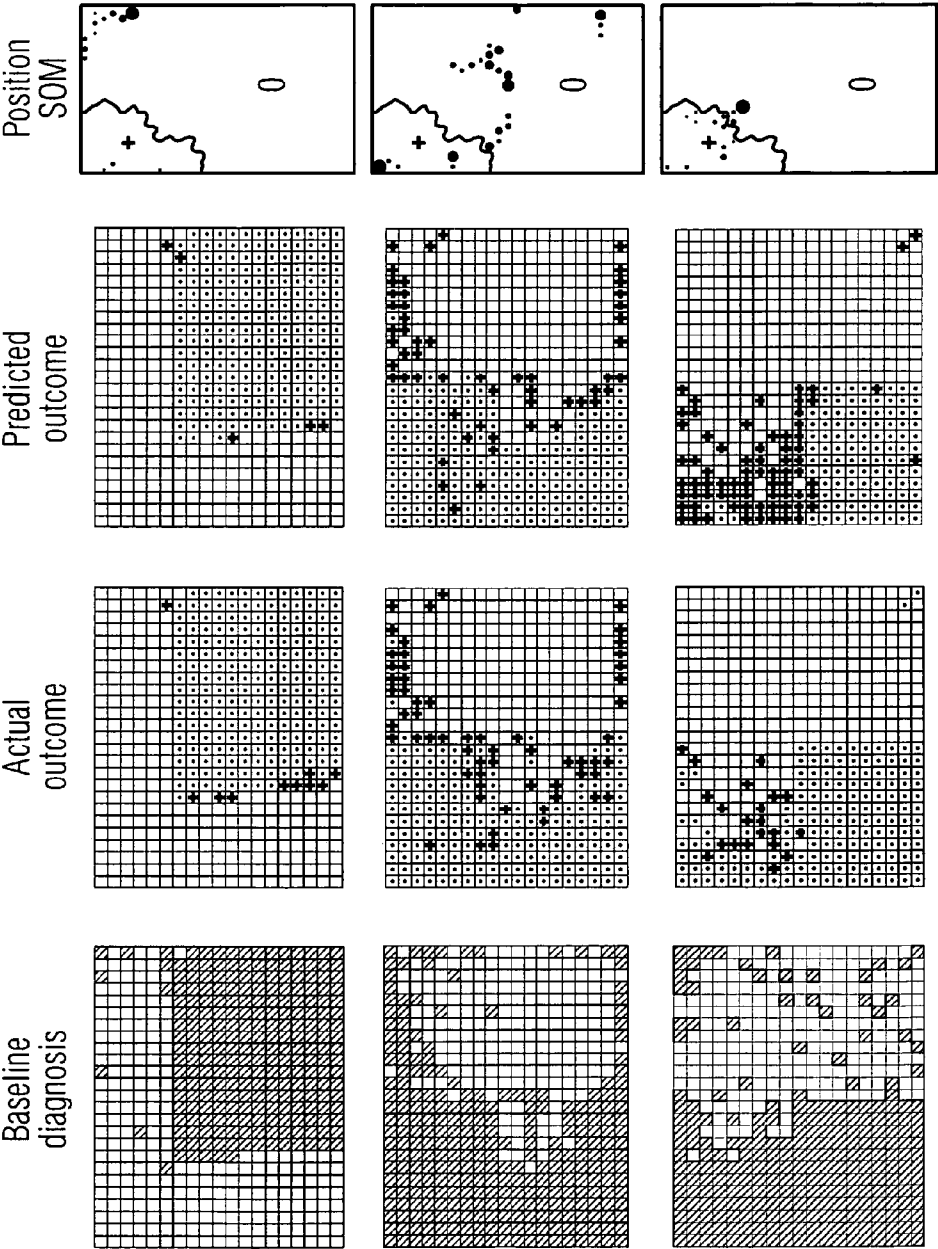 Position
SOM
Predicted
outcome
Actual
outcome
Baseline
diagnosis